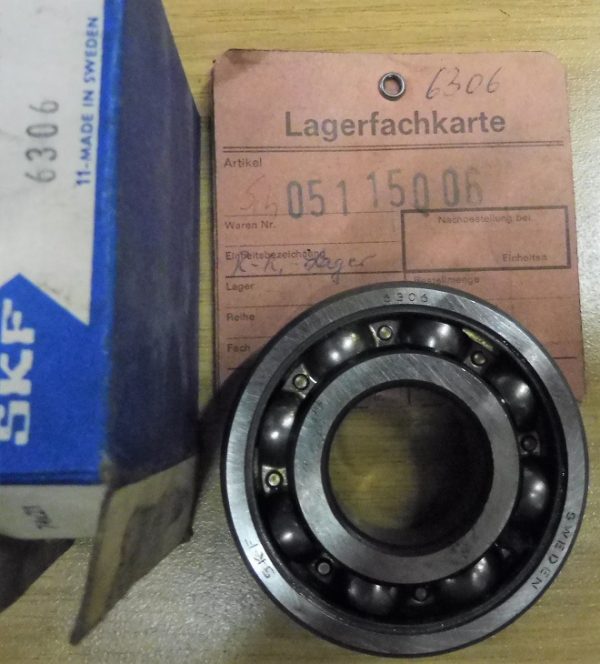 SKF
6306
11-MADE IN SWEDEN
6306
Lagerfachkarte
Artikel
051 150 06
Waren Nr.
Nachbestellung bei
Einheitsbezeichnung
Einheiten
Lager
Lager
Bestellmenge
Reihe
Fach
6306
SKF
SWEDEN